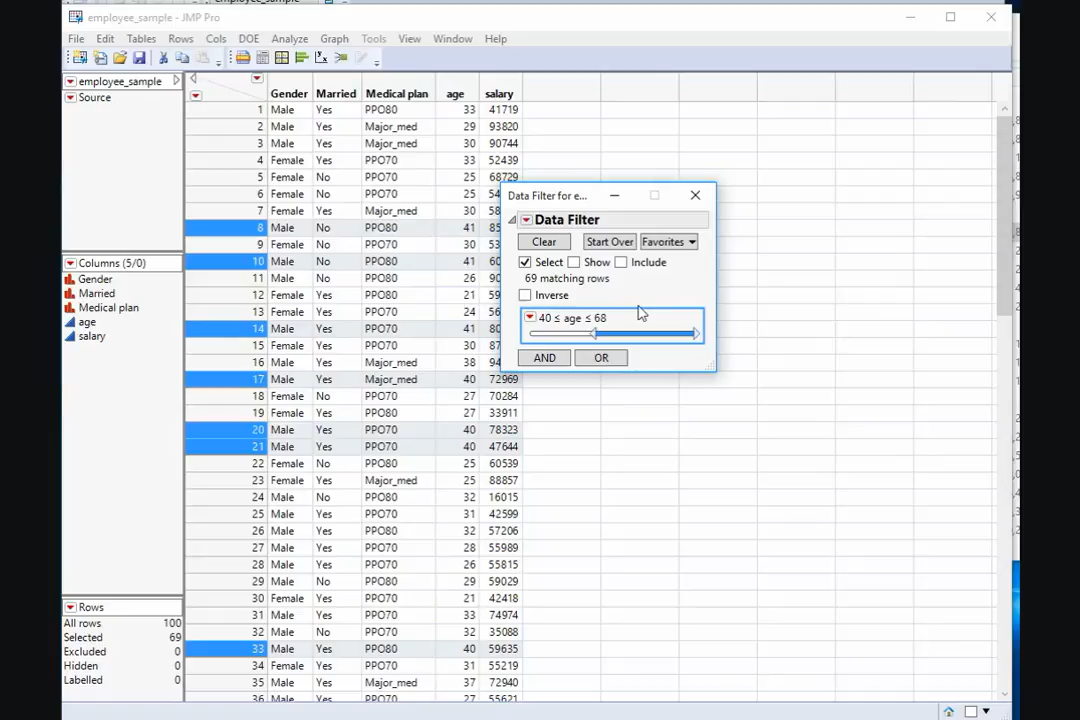 employee_sample
employee_sample - JMP Pro
File Edit Tables Rows Cols DOE Analyze Graph Tools View Window Help
employee_sample
Source
Gender Married Medical plan age salary
1 Male Yes PPO80 33 41719
2 Male Yes Major_med 29 93820
3 Male Yes Major_med 30 90744
4 Female Yes PPO70 33 52439
5 Female No PPO70 25 68729
6 Female Yes PPO70 25
7 Female Yes Major_med 30
8 Male No PPO80 41
9 Female No PPO70 30
10 Male No PPO80 41
11 Male No PPO80 26
12 Female Yes PPO80 21
13 Female Yes PPO70 24
14 Male Yes PPO70 41
15 Female Yes PPO70 30
16 Male Yes Major_med 38
17 Male Yes Major_med 40 72969
18 Female No PPO70 27 70284
19 Female Yes PPO80 27 33911
20 Male Yes PPO70 40 78323
21 Male Yes PPO70 40 47644
22 Female No PPO80 25 60539
23 Female Yes Major_med 25 88857
24 Male No PPO80 32 16015
25 Male Yes PPO70 31 42599
26 Male Yes PPO80 32 57206
27 Male Yes PPO70 28 55989
28 Male Yes PPO70 26 55815
29 Male No PPO80 31 59029
30 Female Yes PPO70 21 42418
31 Male Yes PPO70 33 74974
32 Male No PPO70 32 35088
33 Male Yes PPO80 40 59635
34 Female Yes PPO70 31 55219
35 Male Yes Major_med 37 72940
36 Male Yes PPO70 27 55621
Columns (5/0)
Gender
Married
Medical plan
age
salary
Rows
All rows 100
Selected 69
Excluded 0
Hidden 0
Labelled 0
Data Filter for e...
Data Filter
Clear Start Over Favorites
Select Show Include
69 matching rows
Inverse
40 ≤ age ≤ 68
AND OR